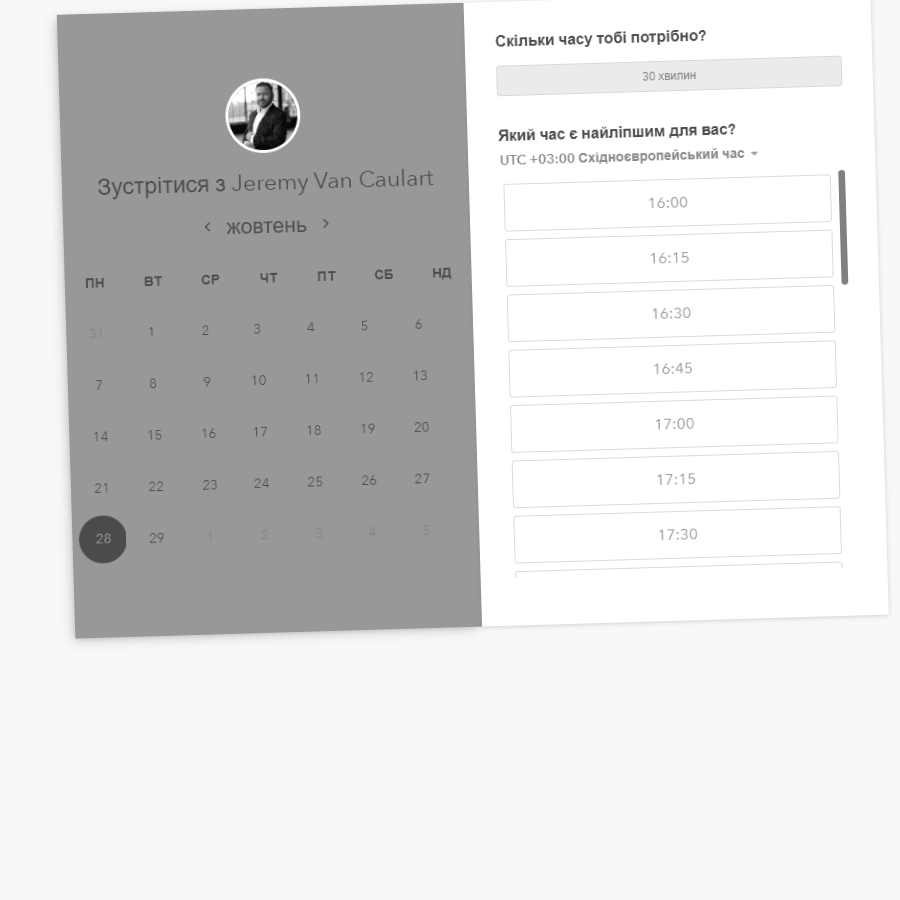 Зустрітися з Jeremy Van Caulart
жовтень
ПН ВТ СР ЧТ ПТ СБ НД
31 1 2 3 4 5 6
7 8 9 10 11 12 13
14 15 16 17 18 19 20
21 22 23 24 25 26 27
28 29 1 2 3 4 5
Скільки часу тобі потрібно?
30 хвилин
Який час є найліпшим для вас?
UTC +03:00 Східноєвропейський час
16:00
16:15
16:30
16:45
17:00
17:15
17:30